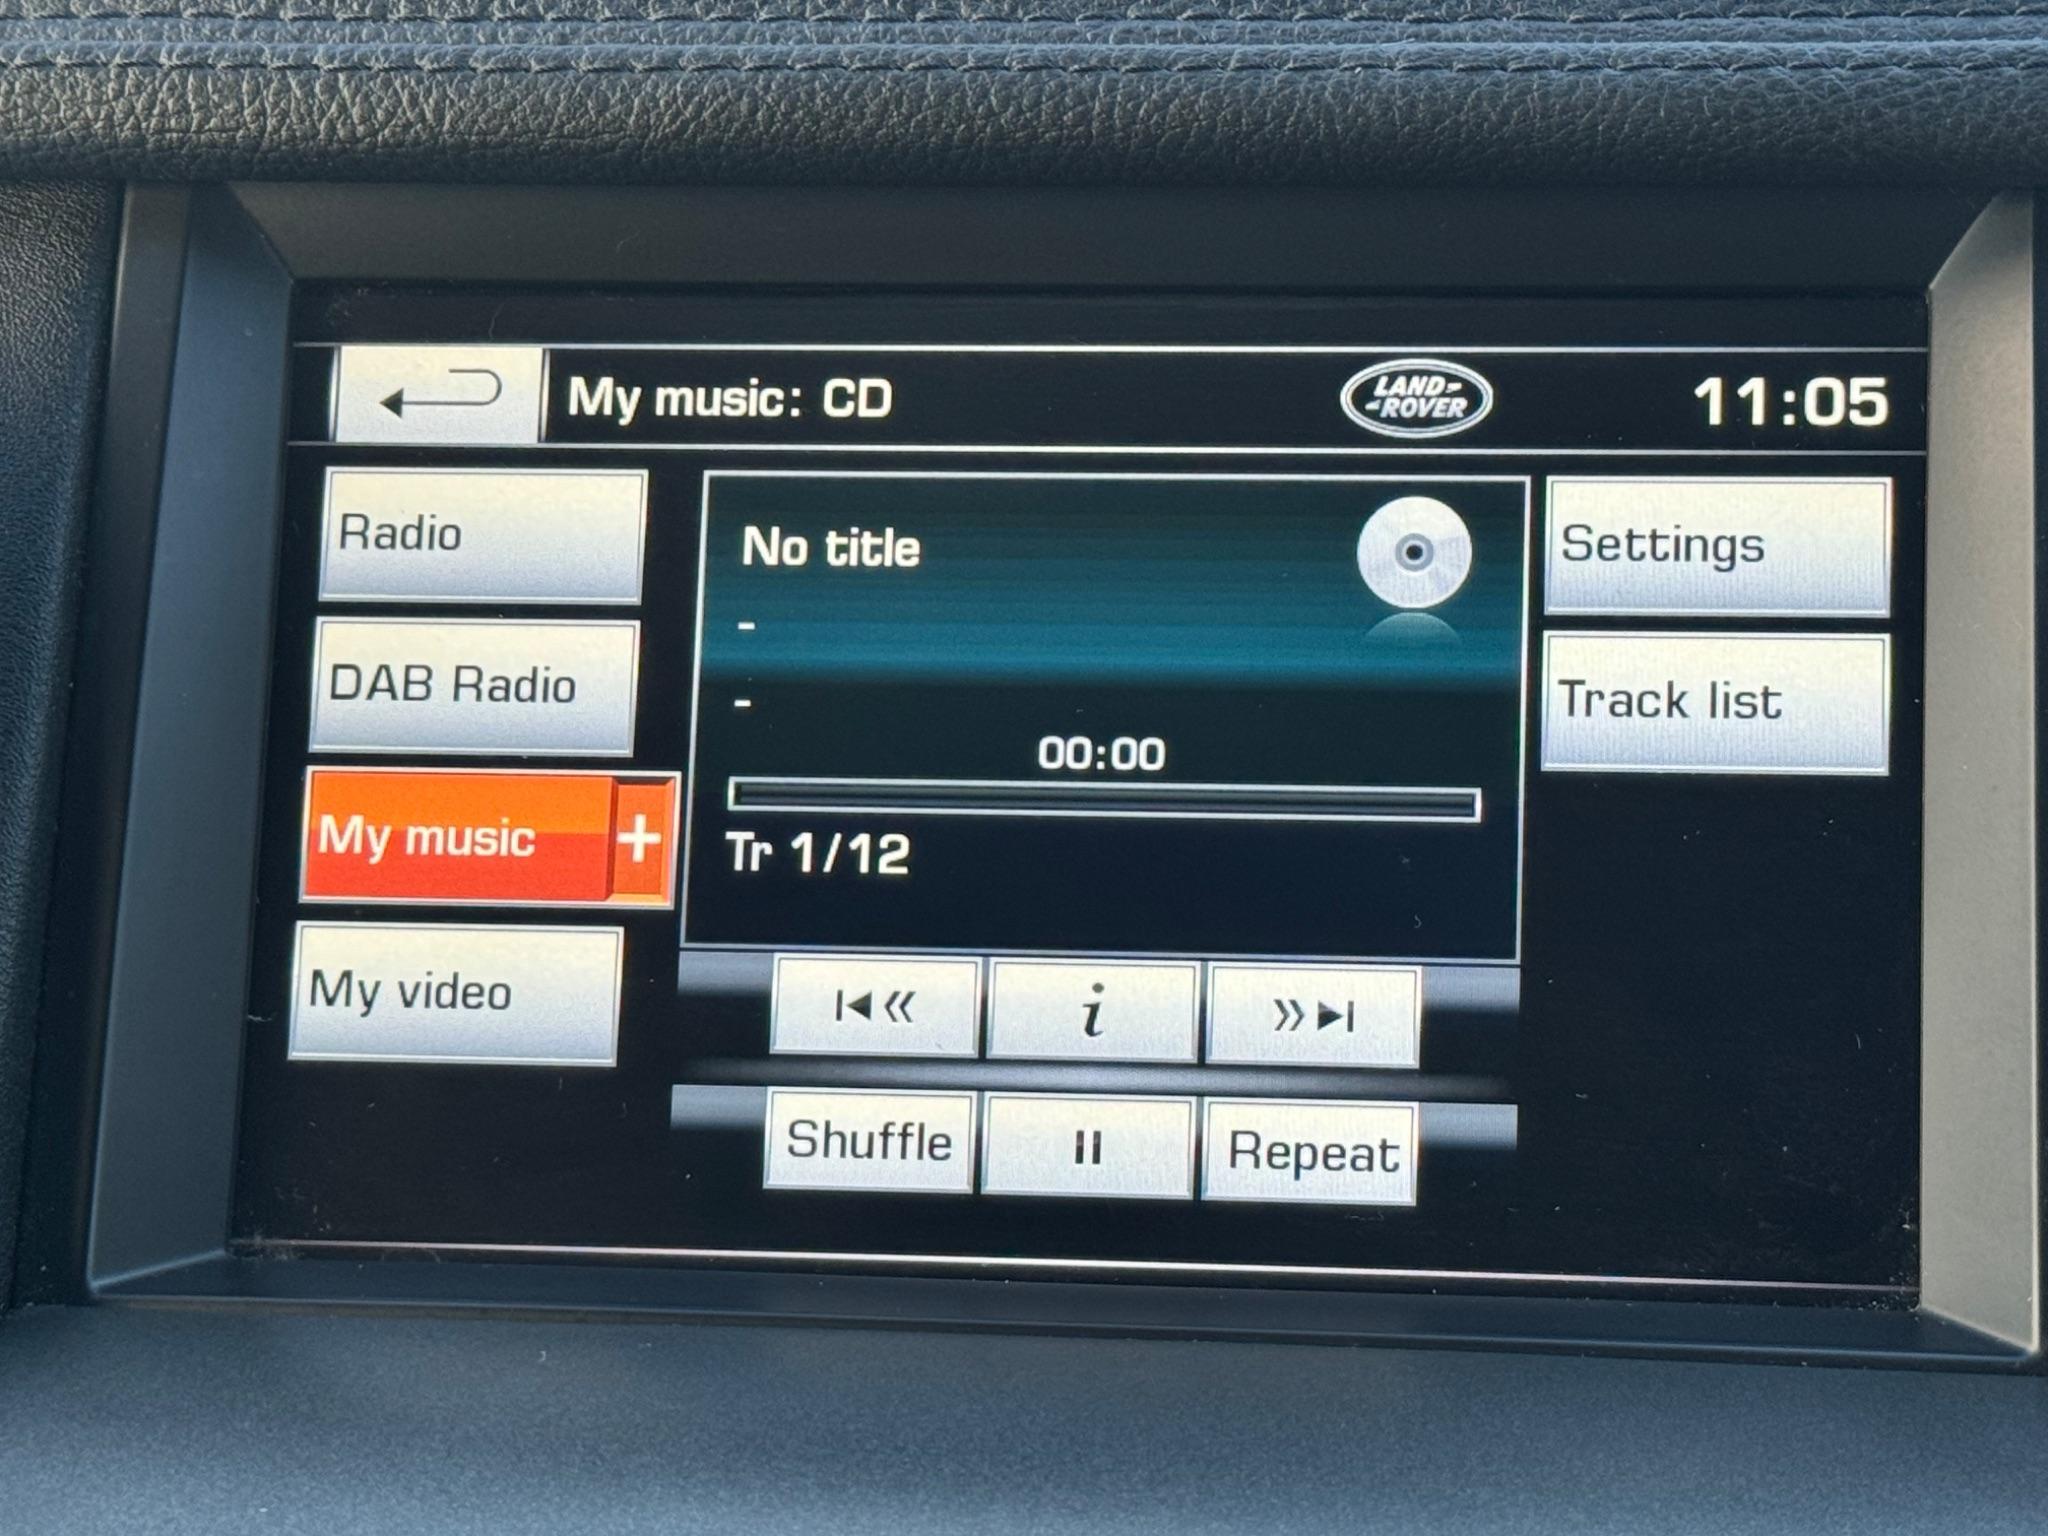 My music: CD
LAND-
-ROVER
11:05
Radio
DAB Radio
My music +
My video
No title
-
-
00:00
Tr 1/12
Settings
Track list
i
Shuffle
Repeat